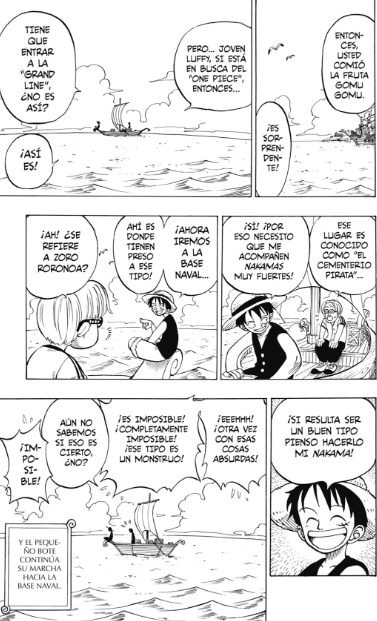 ENTON-
CES,
USTED
COMIÓ
LA FRUTA
GOMU
GOMU.
¡ES
SOR-
PREN-
DEN-
TE!
PERO... JOVEN
LUFFY, SI ESTÁ
EN BUSCA DEL
"ONE PIECE",
ENTONCES...
TIENE
QUE
ENTRAR
A LA
"GRAND
LINE",
¿NO ES
ASÍ?
¡ASÍ
ES!
ESE
LUGAR ES
CONOCIDO
COMO "EL
CEMENTERIO
PIRATA"...
¡SÍ! ¡POR
ESO NECESITO
QUE ME
ACOMPAÑEN
NAKAMAS
MUY FUERTES!
¡AHORA
IREMOS
A LA
BASE
NAVAL...
AHÍ ES
DONDE
TIENEN
PRESO
A ESE
TIPO!
¡AH! ¿SE
REFIERE
A ZORO
RORONOA?
¡SI RESULTA SER
UN BUEN TIPO
PIENSO HACERLO
MI NAKAMA!
¡EEEHHH!
¡OTRA VEZ
CON ESAS
COSAS
ABSURDAS!
¡ES IMPOSIBLE!
¡COMPLETAMENTE
IMPOSIBLE!
¡ESE TIPO ES
UN MONSTRUO!
AÚN NO
SABEMOS
SI ESO ES
CIERTO,
¿NO?
¡IM-
PO-
SI-
BLE!
Y EL PEQUE-
ÑO BOTE
CONTINÚA
SU MARCHA
HACIA LA
BASE NAVAL.